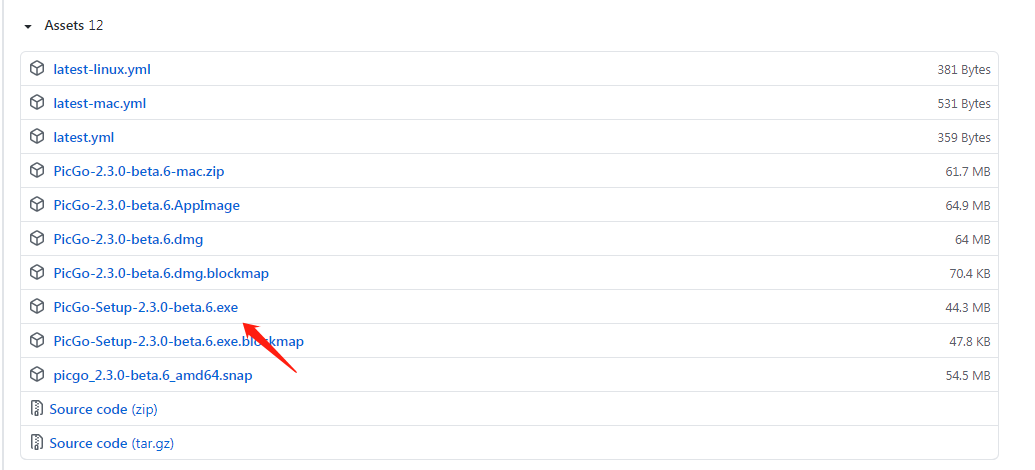 Assets 12
latest-linux.yml 381 Bytes
latest-mac.yml 531 Bytes
latest.yml 359 Bytes
PicGo-2.3.0-beta.6-mac.zip 61.7 MB
PicGo-2.3.0-beta.6.AppImage 64.9 MB
PicGo-2.3.0-beta.6.dmg 64 MB
PicGo-2.3.0-beta.6.dmg.blockmap 70.4 KB
PicGo-Setup-2.3.0-beta.6.exe 44.3 MB
PicGo-Setup-2.3.0-beta.6.exe.blockmap 47.8 KB
picgo_2.3.0-beta.6_amd64.snap 54.5 MB
Source code (zip)
Source code (tar.gz)